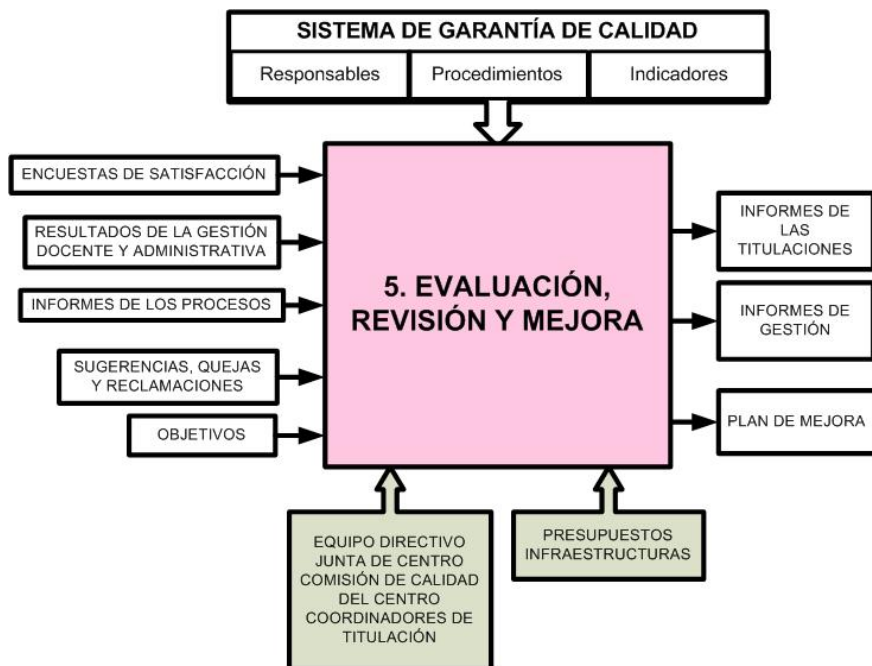 SISTEMA DE GARANTÍA DE CALIDAD
Responsables
Procedimientos
Indicadores
ENCUESTAS DE SATISFACCIÓN
RESULTADOS DE LA GESTIÓN
DOCENTE Y ADMINISTRATIVA
INFORMES DE LOS PROCESOS
SUGERENCIAS, QUEJAS
Y RECLAMACIONES
OBJETIVOS
5. EVALUACIÓN,
REVISIÓN Y MEJORA
INFORMES DE
LAS
TITULACIONES
INFORMES DE
GESTIÓN
PLAN DE MEJORA
EQUIPO DIRECTIVO
JUNTA DE CENTRO
COMISIÓN DE CALIDAD
DEL CENTRO
COORDINADORES DE
TITULACIÓN
PRESUPUESTOS
INFRAESTRUCTURAS